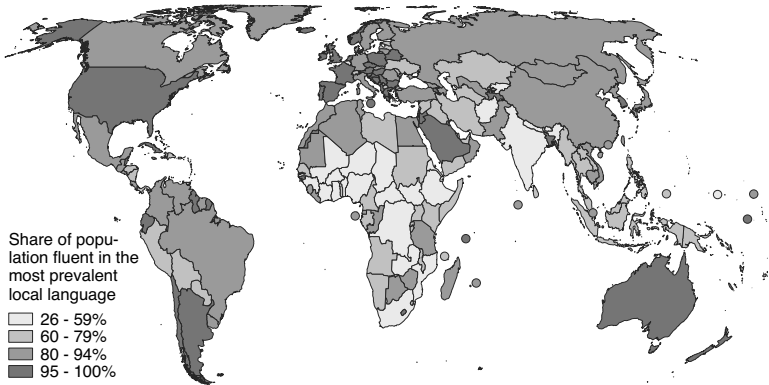 Share of popu-
lation fluent in the
most prevalent
local language
26 - 59%
60 - 79%
80 - 94%
95 - 100%